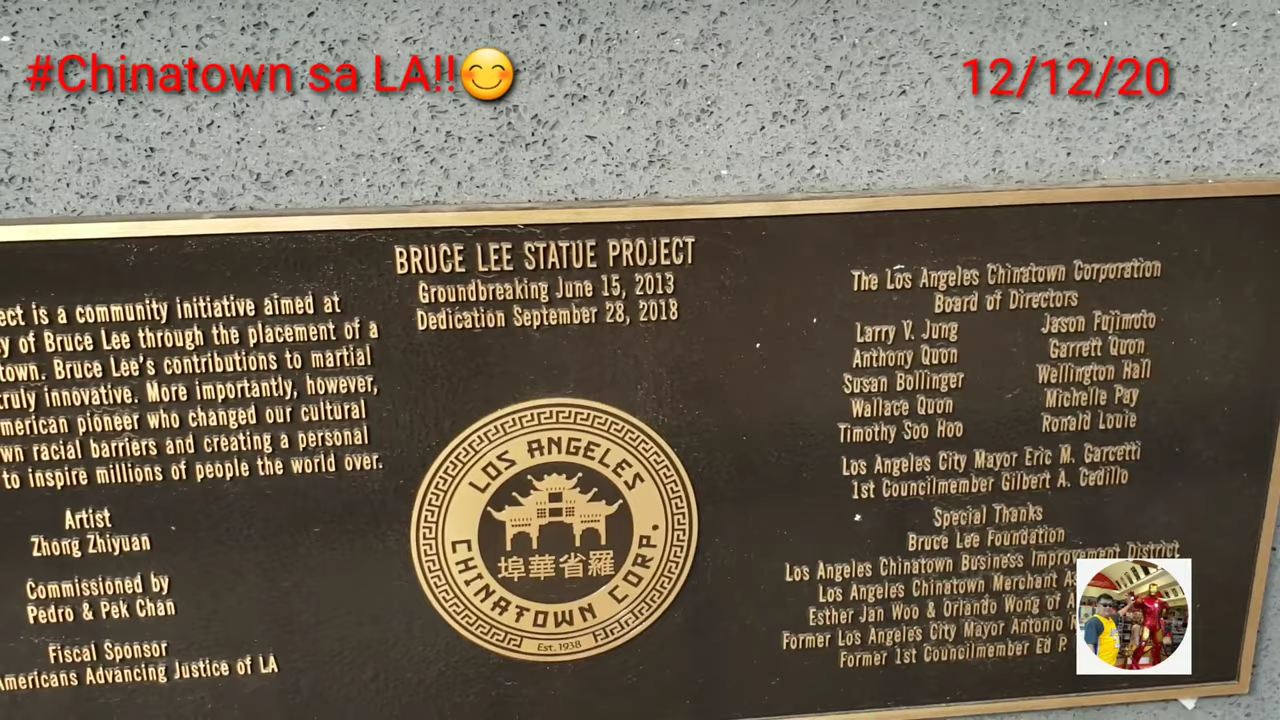 #Chinatown sa LA!!😊
12/12/20
ect is a community initiative aimed at
y of Bruce Lee through the placement of a
town. Bruce Lee's contributions to martial
truly innovative. More importantly, however,
merican pioneer who changed our cultural
wn racial barriers and creating a personal
to inspire millions of people the world over.
Artist
Zhong Zhiyuan
Commissioned by
Pedro & Pek Chan
Fiscal Sponsor
Americans Advancing Justice of LA
BRUCE LEE STATUE PROJECT
Groundbreaking June 15, 2013
Dedication September 28, 2018
LOS ANGELES
埠華省羅
CHINATOWN CORP.
Est. 1938
The Los Angeles Chinatown Corporation
Board of Directors
Larry V. Jung
Anthony Quon
Susan Bollinger
Wallace Quon
Timothy Soo Hoo
Jason Fujimoto
Garrett Quon
Wellington Hall
Michelle Pay
Ronald Louie
Los Angeles City Mayor Eric M. Garcetti
1st Councilmember Gilbert A. Cedillo
Special Thanks
Bruce Lee Foundation
Los Angeles Chinatown Business Improvement District
Los Angeles Chinatown Merchant As
Esther Jan Woo & Orlando Wong of A
Former Los Angeles City Mayor Antonio
Former 1st Councilmember Ed P.